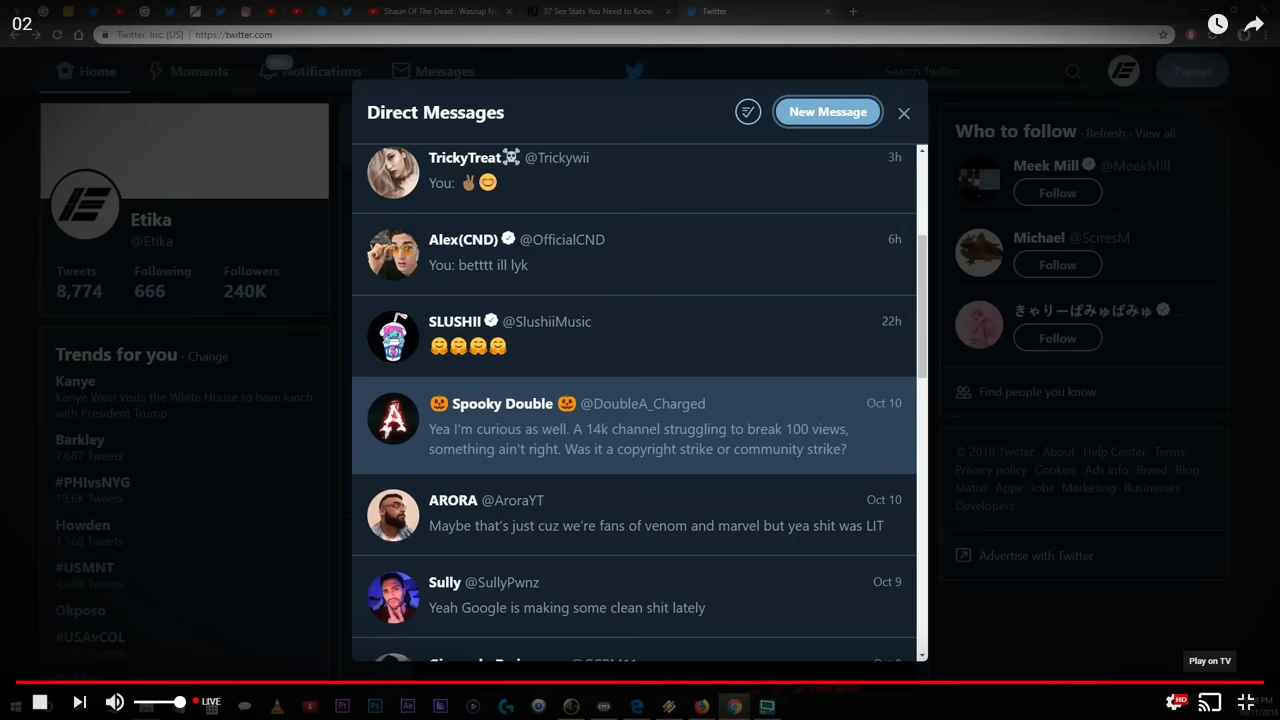 02
Shaun Of The Dead : Wassup N
37 Sex Stats You Need to Know
Twitter
Twitter, Inc. [US] https://twitter.com
Home
Moments
Notifications
Messages
Search Twitter
Tweet
Direct Messages
New Message
TrickyTreat☠️ @Trickywii
3h
You: ✌🏽😊
Alex(CND) @OfficialCND
6h
You: betttt ill lyk
SLUSHII @SlushiiMusic
22h
🤗🤗🤗🤗
🎃 Spooky Double 🎃 @DoubleA_Charged
Oct 10
Yea I'm curious as well. A 14k channel struggling to break 100 views,
something ain't right. Was it a copyright strike or community strike?
ARORA @AroraYT
Oct 10
Maybe that's just cuz we're fans of venom and marvel but yea shit was LIT
Sully @SullyPwnz
Oct 9
Yeah Google is making some clean shit lately
Etika
@Etika
Tweets Following Followers
8,774 666 240K
Trends for you · Change
Kanye
Kanye West visits the White House to have lunch
with President Trump
Barkley
7,687 Tweets
#PHIvsNYG
19.6K Tweets
Howden
1,168 Tweets
#USMNT
4,608 Tweets
Okposo
#USAvCOL
Who to follow · Refresh · View all
Meek Mill @MeekMill
Follow
Michael @SciresM
Follow
きゃりーぱみゅぱみゅ
Follow
Find people you know
© 2018 Twitter About Help Center Terms
Privacy policy Cookies Ads info Brand Blog
Status Apps Jobs Marketing Businesses
Developers
Advertise with Twitter
Play on TV
LIVE
HD